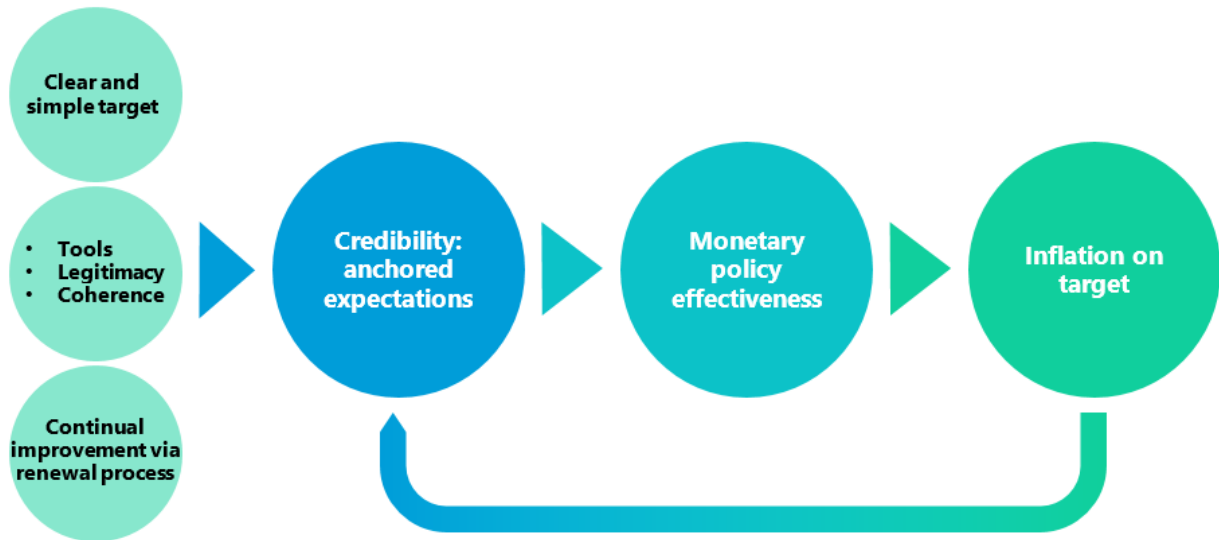 Clear and
simple target
• Tools
• Legitimacy
• Coherence
Continual
improvement via
renewal process
Credibility:
anchored
expectations
Monetary
policy
effectiveness
Inflation on
target